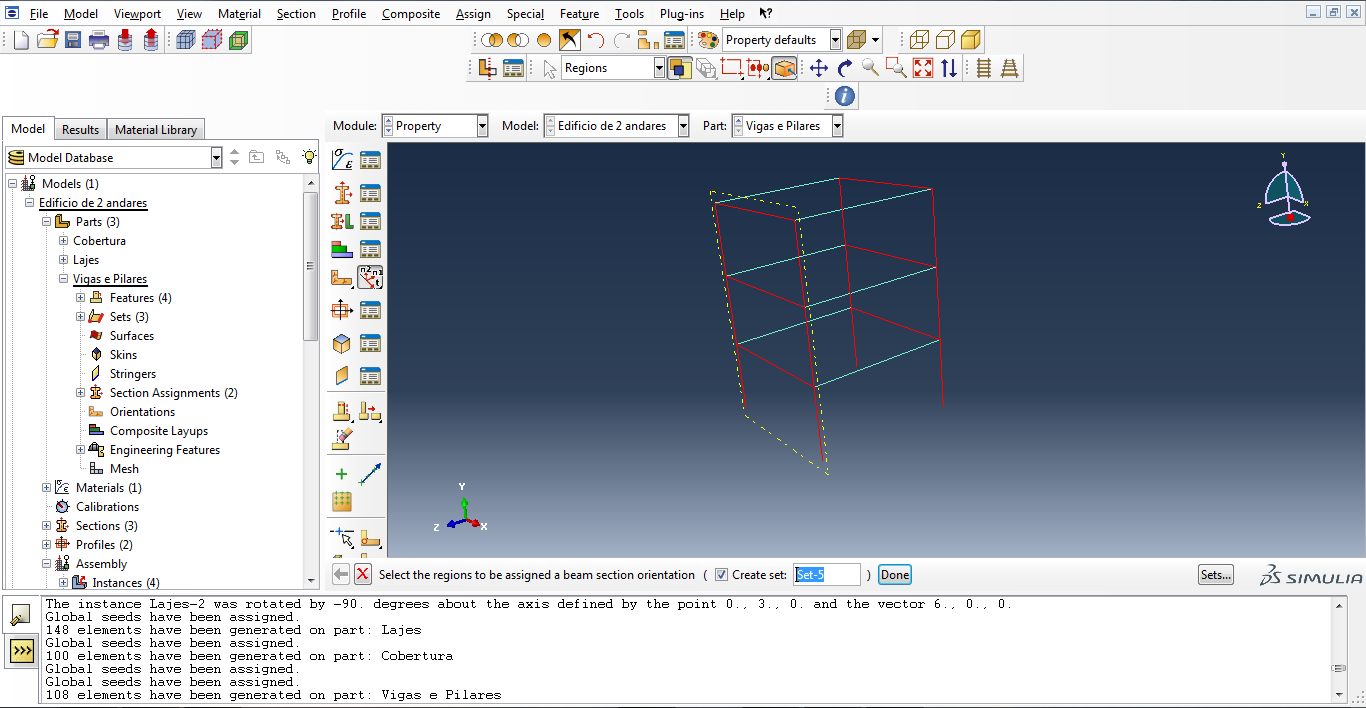 File Model Viewport View Material Section Profile Composite Assign Special Feature Tools Plug-ins Help
Property defaults
Regions
Model Results Material Library
Module: Property Model: Edificio de 2 andares Part: Vigas e Pilares
Model Database
Models (1)
Edificio de 2 andares
Parts (3)
Cobertura
Lajes
Vigas e Pilares
Features (4)
Sets (3)
Surfaces
Skins
Stringers
Section Assignments (2)
Orientations
Composite Layups
Engineering Features
Mesh
Materials (1)
Calibrations
Sections (3)
Profiles (2)
Assembly
Instances (4)
Y
Z
X
Y
Z
X
Select the regions to be assigned a beam section orientation ( Create set: Set-5 ) Done Sets... SIMULIA
The instance Lajes-2 was rotated by -90. degrees about the axis defined by the point 0., 3., 0. and the vector 6., 0., 0.
Global seeds have been assigned.
148 elements have been generated on part: Lajes
Global seeds have been assigned.
100 elements have been generated on part: Cobertura
Global seeds have been assigned.
108 elements have been generated on part: Vigas e Pilares